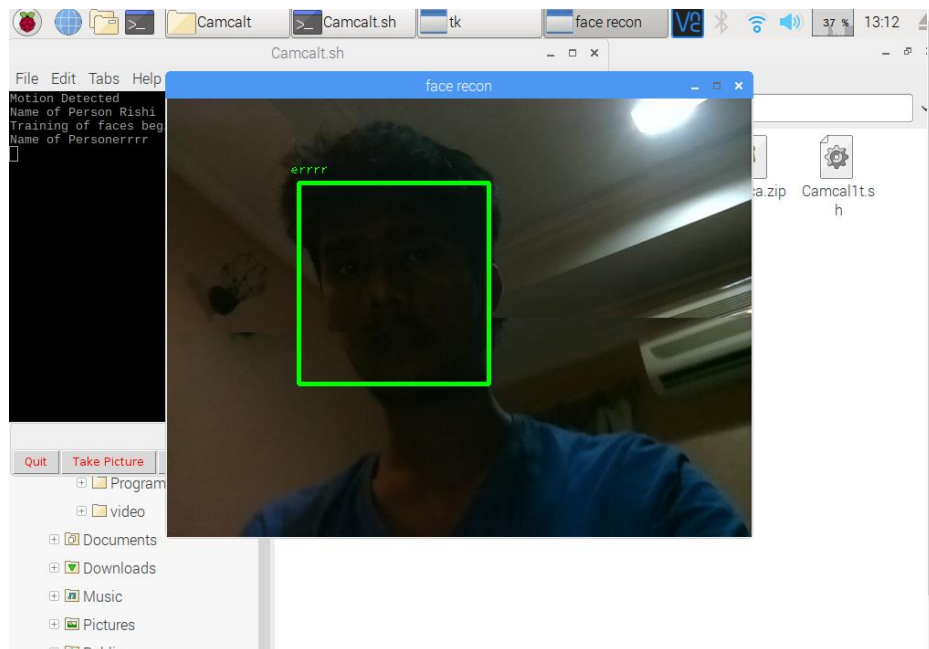 Camcalt
Camcalt.sh
tk
face recon
V2
37 %
13:12
Camcalt.sh
File Edit Tabs Help
face recon
Motion Detected
Name of Person Rishi
Training of faces beg
Name of Personerrrr
errrr
a.zip
Camcal1t.s
h
Quit
Take Picture
Program
video
Documents
Downloads
Music
Pictures